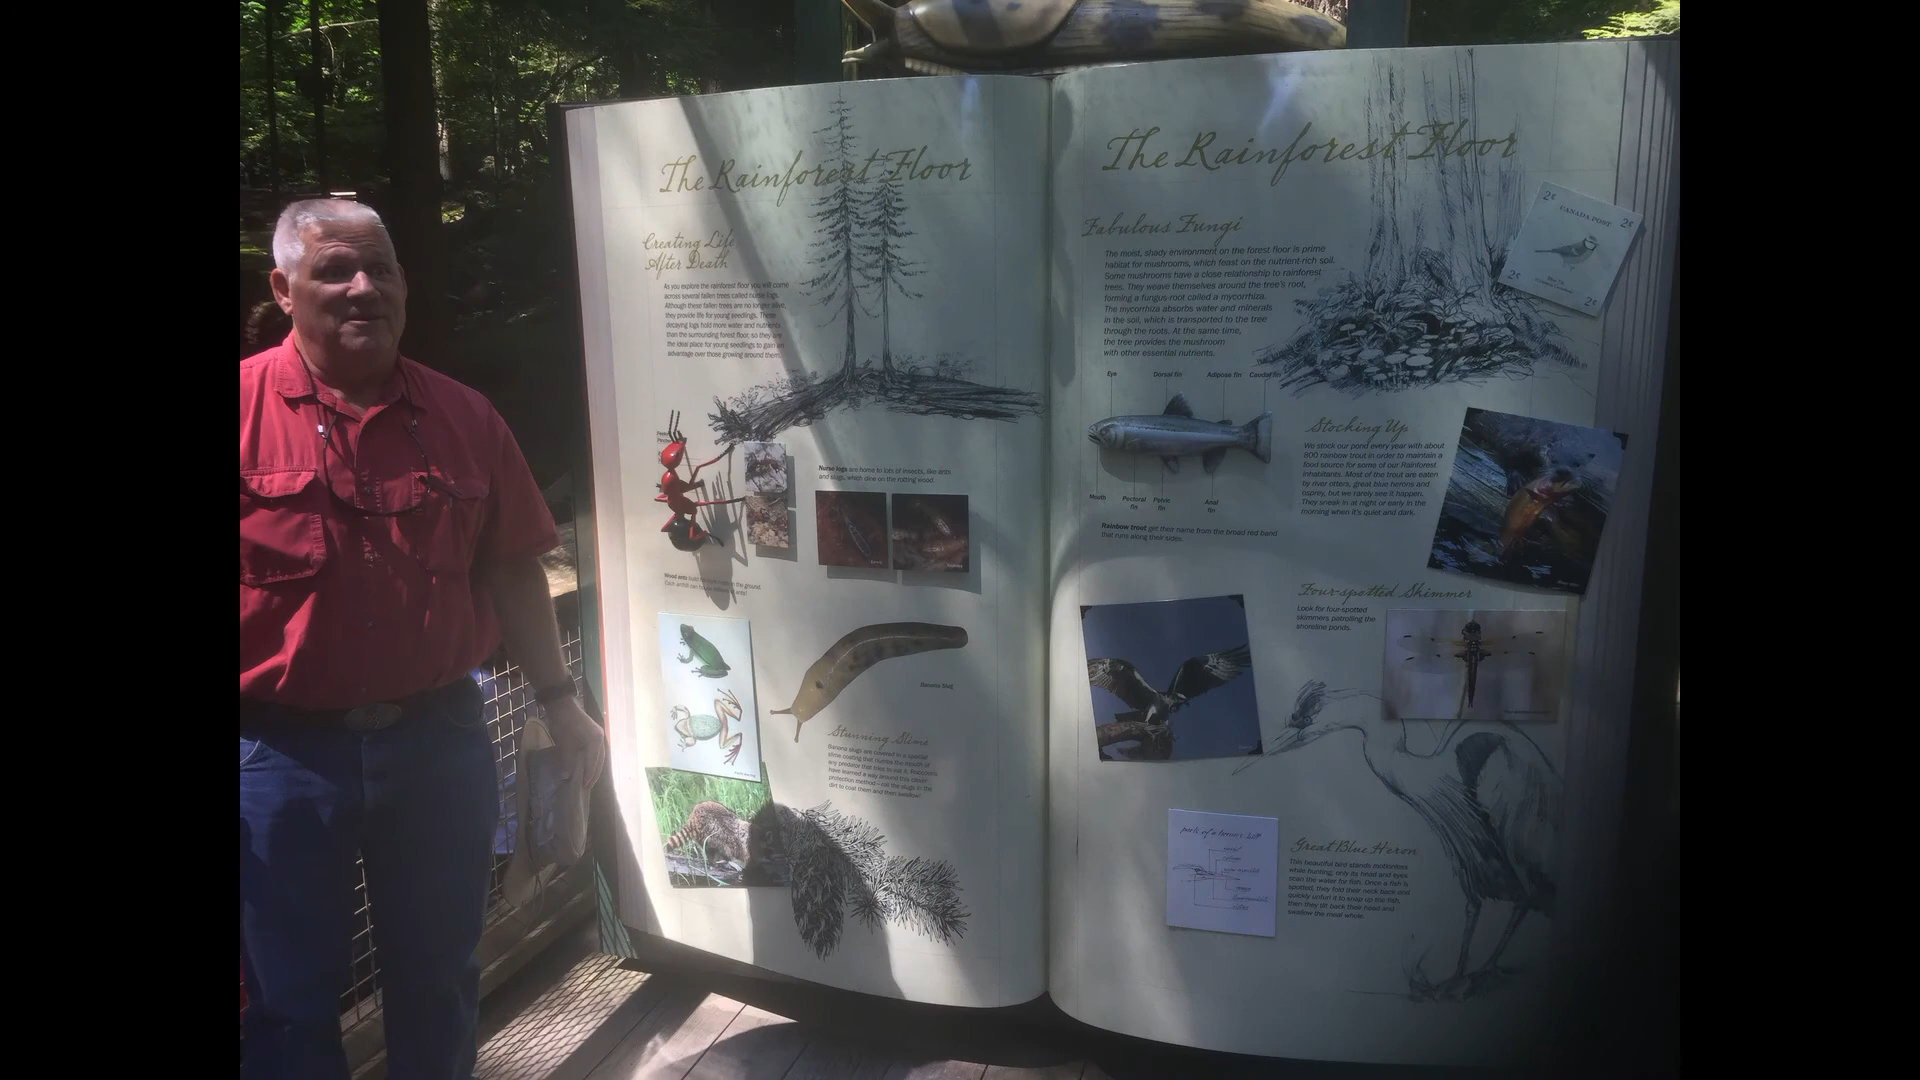 The Rainforest Floor
Creating Life
After Death
As you explore the rainforest floor you will come
across several fallen trees called nurse logs.
Although these fallen trees are no longer alive,
they provide life for young seedlings. These
decaying logs hold more water and nutrients
than the surrounding forest floor, so they are
the ideal place for young seedlings to gain an
advantage over those growing around them.
Nurse logs are home to lots of insects, like ants
and slugs, which dine on the rotting wood.
Wood ants build in the ground.
Each anthill can ants!
Banana slug
Stunning Slime
Banana slugs are covered in a special
slime coating that numbs the mouth of
any predator that tries to eat it. Raccoons
have learned a way around this clever
protection method – roll the slugs in the
dirt to coat them and then swallow!
The Rainforest Floor
Fabulous Fungi
The moist, shady environment on the forest floor is prime
habitat for mushrooms, which feast on the nutrient-rich soil.
Some mushrooms have a close relationship to rainforest
trees. They weave themselves around the tree's root,
forming a fungus-root called a mycorrhiza.
The mycorrhiza absorbs water and minerals
in the soil, which is transported to the tree
through the roots. At the same time,
the tree provides the mushroom
with other essential nutrients.
2¢ CANADA POST 2¢
2¢ 2¢
Eye Dorsal fin Adipose fin Caudal fin
Mouth Pectoral fin Pelvic fin Anal fin
Rainbow trout get their name from the broad red band
that runs along their sides.
Stocking Up
We stock our pond every year with about
800 rainbow trout in order to maintain a
food source for some of our Rainforest
inhabitants. Most of the trout are eaten
by river otters, great blue herons and
osprey, but we rarely see it happen.
They sneak in at night or early in the
morning when it's quiet and dark.
Four-spotted Skimmer
Look for four-spotted
skimmers patrolling the
shoreline ponds.
Great Blue Heron
This beautiful bird stands motionless
while hunting; only its head and eyes
scan the water for fish. Once a fish is
spotted, they fold their neck back and
quickly unfurl it to snap up the fish,
then they tilt back their head and
swallow the meal whole.